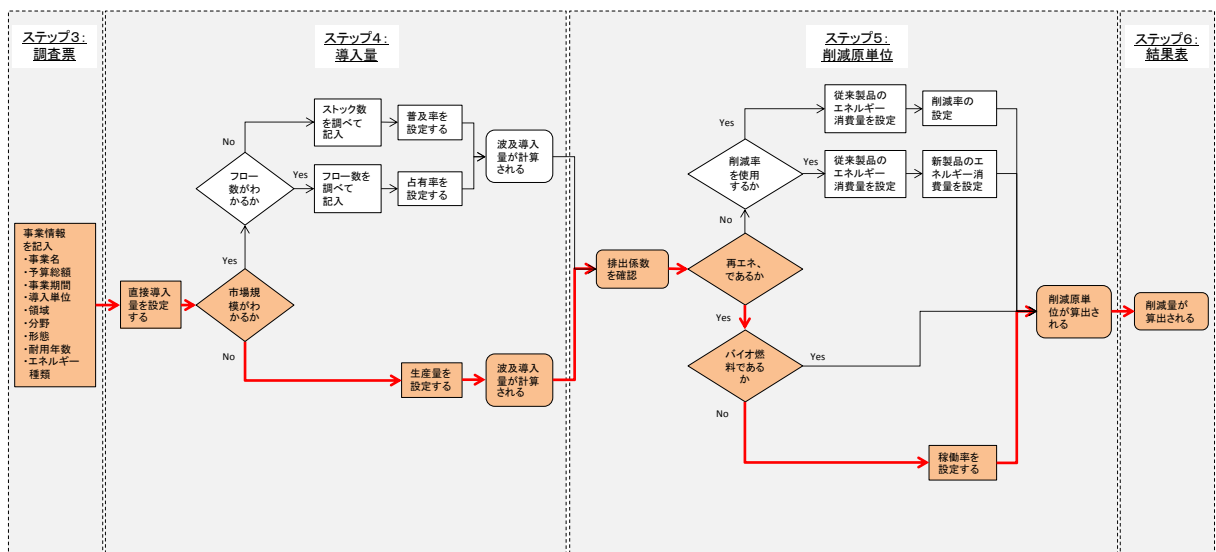 ステップ3:
調査票
事業情報
を記入
・事業名
・予算総額
・事業期間
・導入単位
・領域
・分野
・形態
・耐用年数
・エネルギー
種類
ステップ4:
導入量
直接導入
量を設定
する
市場規
模がわ
かるか
Yes
No
フロー
数がわ
かるか
No
Yes
ストック数
を調べて
記入
普及率を
設定する
フロー数を
調べて
記入
占有率を
設定する
波及導入
量が計算
される
生産量を
設定する
波及導入
量が計算
される
ステップ5:
削減原単位
排出係数
を確認
再エネ、
であるか
No
Yes
削減率
を使用
するか
Yes
Yes
従来製品の
エネルギー
消費量を設定
削減率の
設定
従来製品の
エネルギー
消費量を設定
新製品のエ
ネルギー消
費量を設定
バイオ燃
料である
か
Yes
No
稼働率を
設定する
削減原単
位が算出さ
れる
ステップ6:
結果表
削減量が
算出される